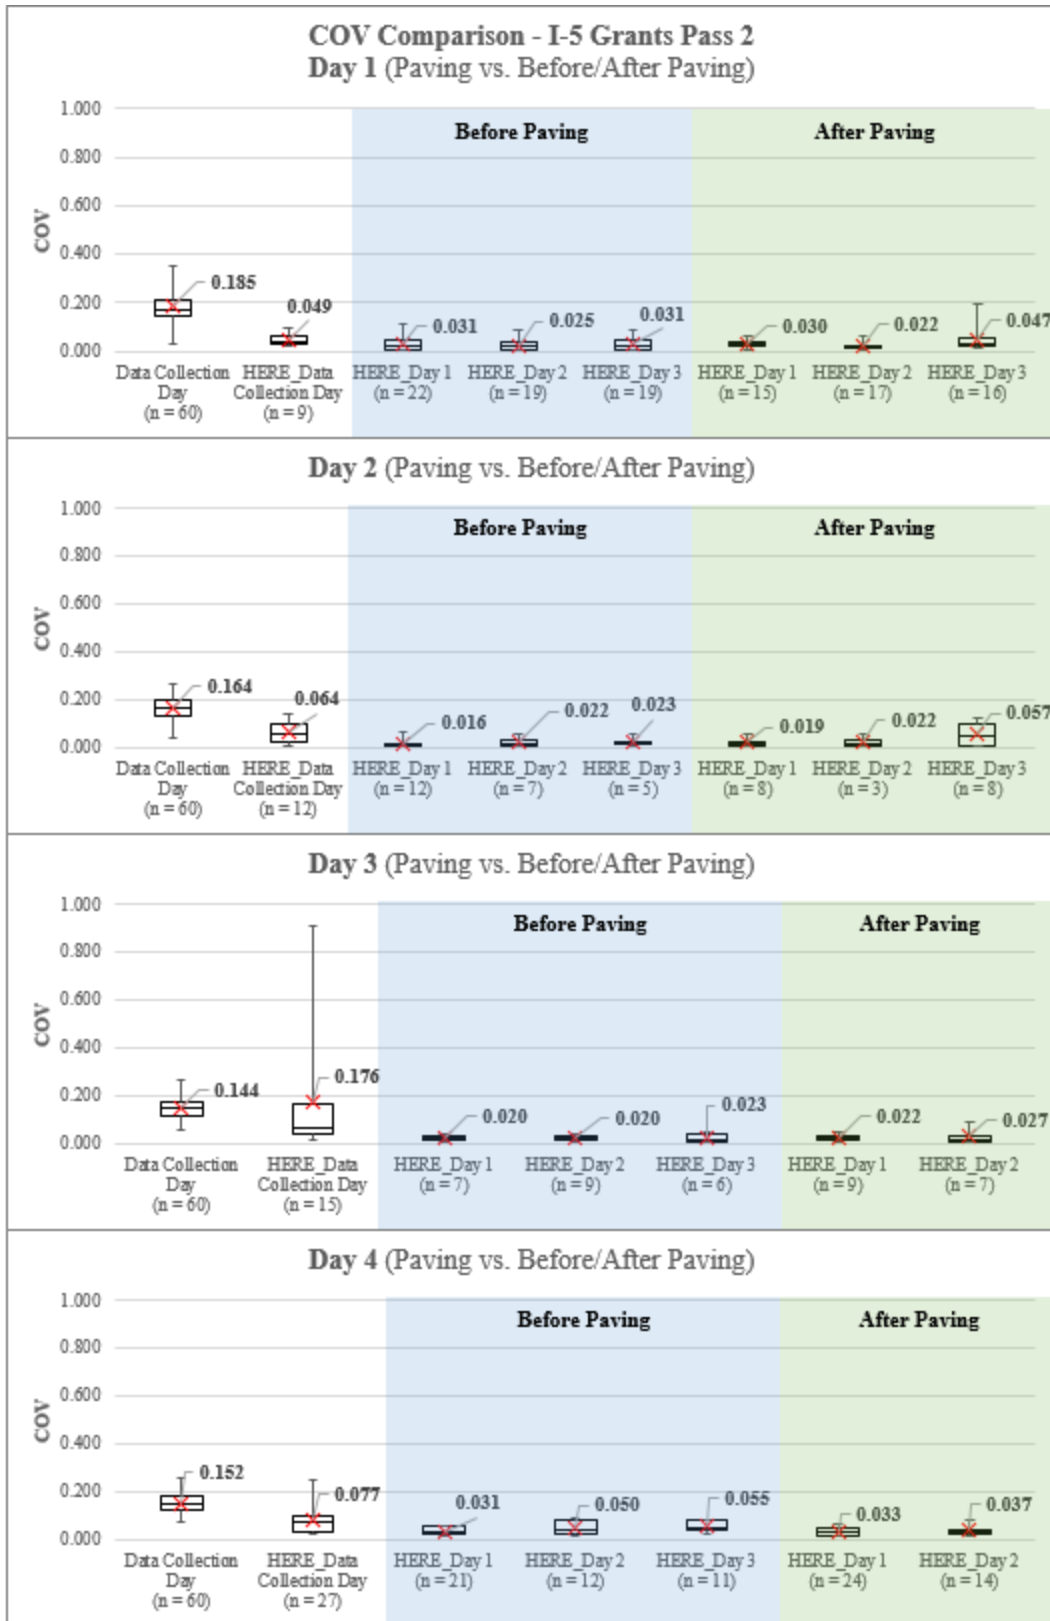 COV Comparison - I-5 Grants Pass 2
Day 1 (Paving vs. Before/After Paving)
1.000
Before Paving
After Paving
0.800
0.600
COV
0.400
0.200
0.185
0.049
0.031
0.025
0.031
0.030
0.022
0.047
0.000
Data Collection HERE_Data HERE_Day 1 HERE_Day 2 HERE_Day 3 HERE_Day 1 HERE_Day 2 HERE_Day 3
Day Collection Day (n = 22) (n = 19) (n = 19) (n = 15) (n = 17) (n = 16)
(n = 60) (n = 9)
Day 2 (Paving vs. Before/After Paving)
1.000
Before Paving
After Paving
0.800
0.600
COV
0.400
0.200
0.164
0.064
0.016
0.022
0.023
0.019
0.022
0.057
0.000
Data Collection HERE_Data HERE_Day 1 HERE_Day 2 HERE_Day 3 HERE_Day 1 HERE_Day 2 HERE_Day 3
Day Collection Day (n = 12) (n = 7) (n = 5) (n = 8) (n = 3) (n = 8)
(n = 60) (n = 12)
Day 3 (Paving vs. Before/After Paving)
1.000
Before Paving
After Paving
0.800
0.600
COV
0.400
0.200
0.144
0.176
0.020
0.020
0.023
0.022
0.027
0.000
Data Collection HERE_Data HERE_Day 1 HERE_Day 2 HERE_Day 3 HERE_Day 1 HERE_Day 2
Day Collection Day (n = 7) (n = 9) (n = 6) (n = 9) (n = 7)
(n = 60) (n = 15)
Day 4 (Paving vs. Before/After Paving)
1.000
Before Paving
After Paving
0.800
0.600
COV
0.400
0.200
0.152
0.077
0.031
0.050
0.055
0.033
0.037
0.000
Data Collection HERE_Data HERE_Day 1 HERE_Day 2 HERE_Day 3 HERE_Day 1 HERE_Day 2
Day Collection Day (n = 21) (n = 12) (n = 11) (n = 24) (n = 14)
(n = 60) (n = 27)